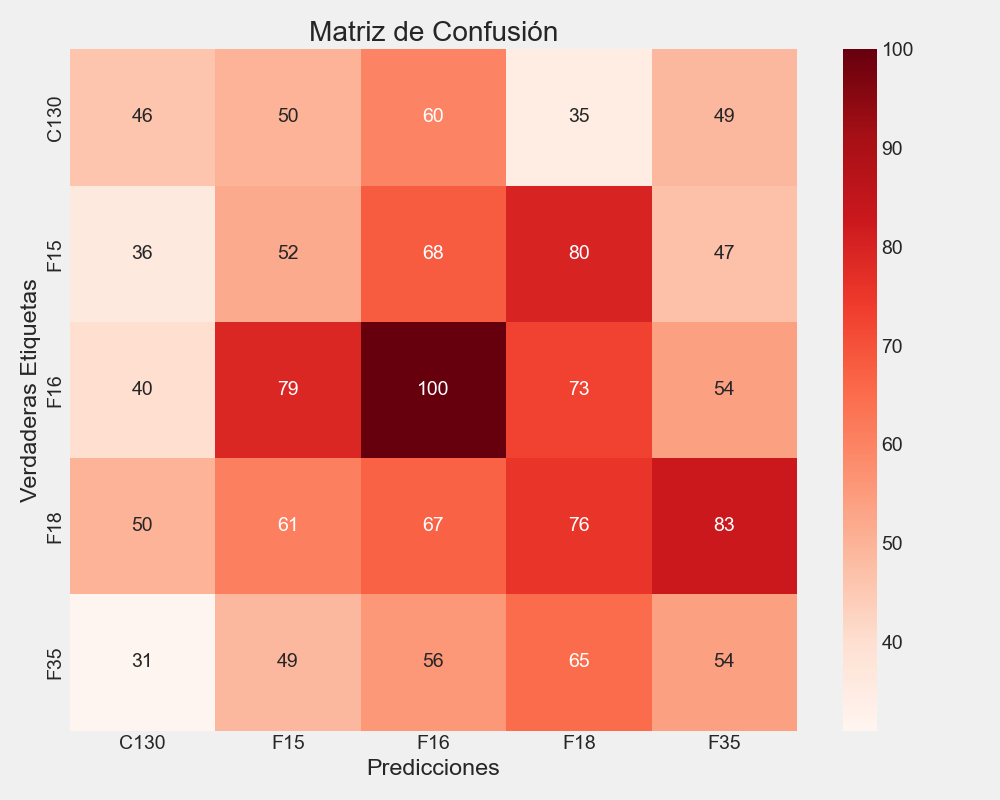 Matriz de Confusión
Verdaderas Etiquetas
C130 46 50 60 35 49
F15 36 52 68 80 47
F16 40 79 100 73 54
F18 50 61 67 76 83
F35 31 49 56 65 54
C130 F15 F16 F18 F35
Predicciones
100
90
80
70
60
50
40